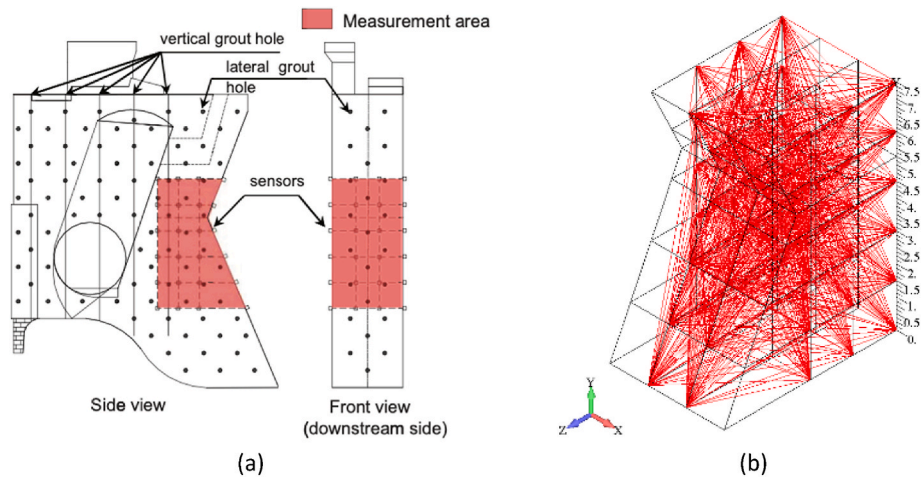 Measurement area
vertical grout hole
lateral grout
hole
sensors
Side view
Front view
(downstream side)
(a)
7.5
7.
6.5
6.
5.5
5.
4.5
4.
3.5
3.
2.5
2.
1.5
1.
0.5
0.
Y
Z
X
(b)